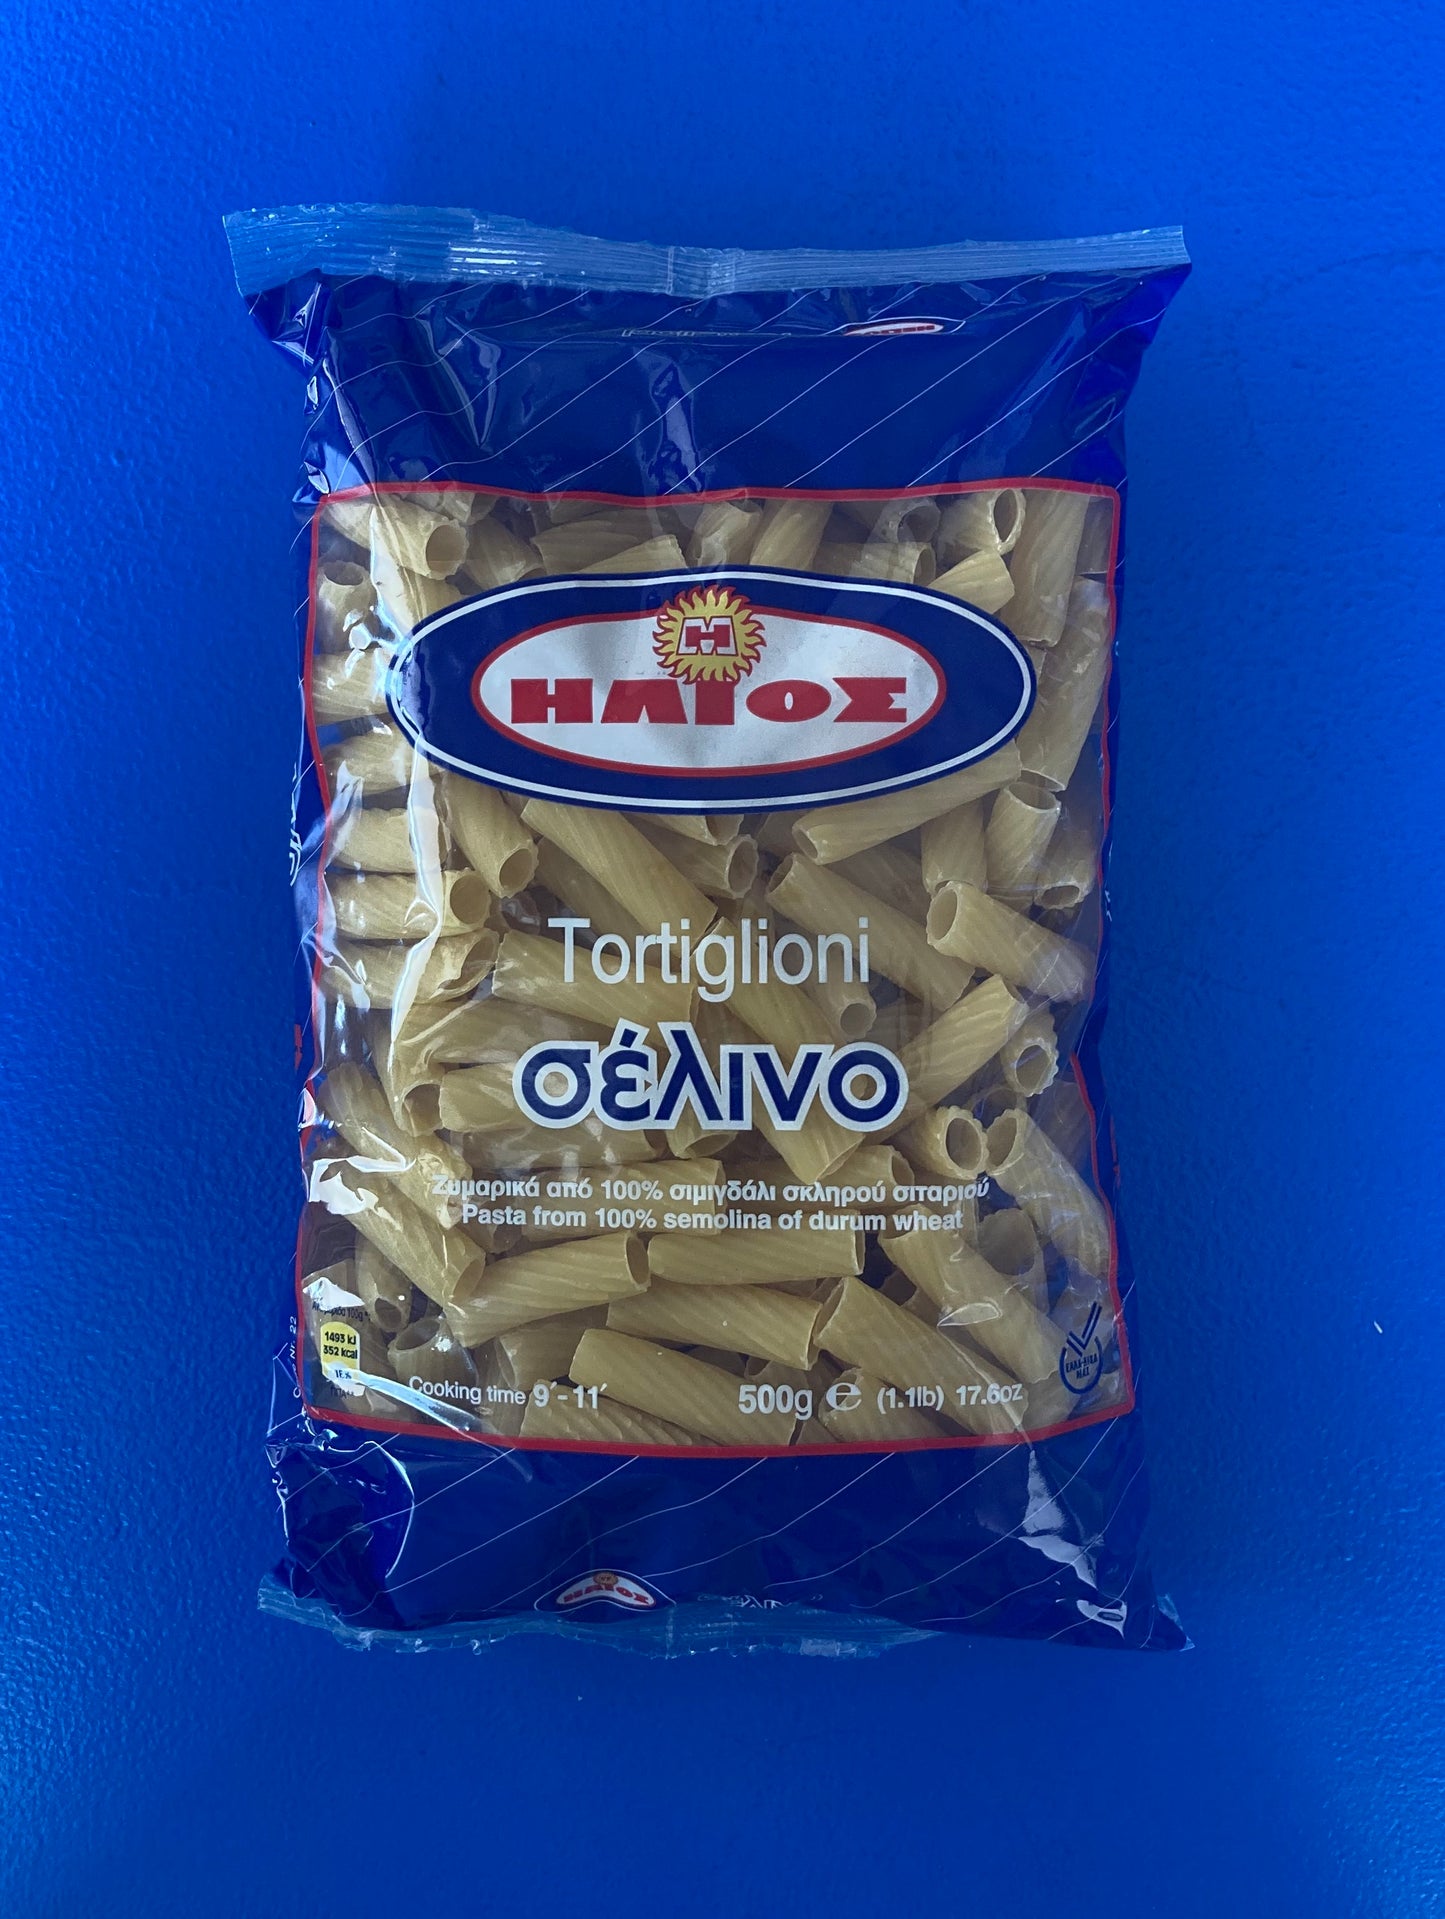 Η
ΗΛΙΟΣ
Tortiglioni
σέλινο
Ζυμαρικά από 100% σιμιγδάλι σκληρού σιταριού
Pasta from 100% semolina of durum wheat
1493 kJ
352 kcal
Cooking time 9΄- 11΄
500g ℮ (1.1lb) 17.6oz
ΗΛΙΟΣ